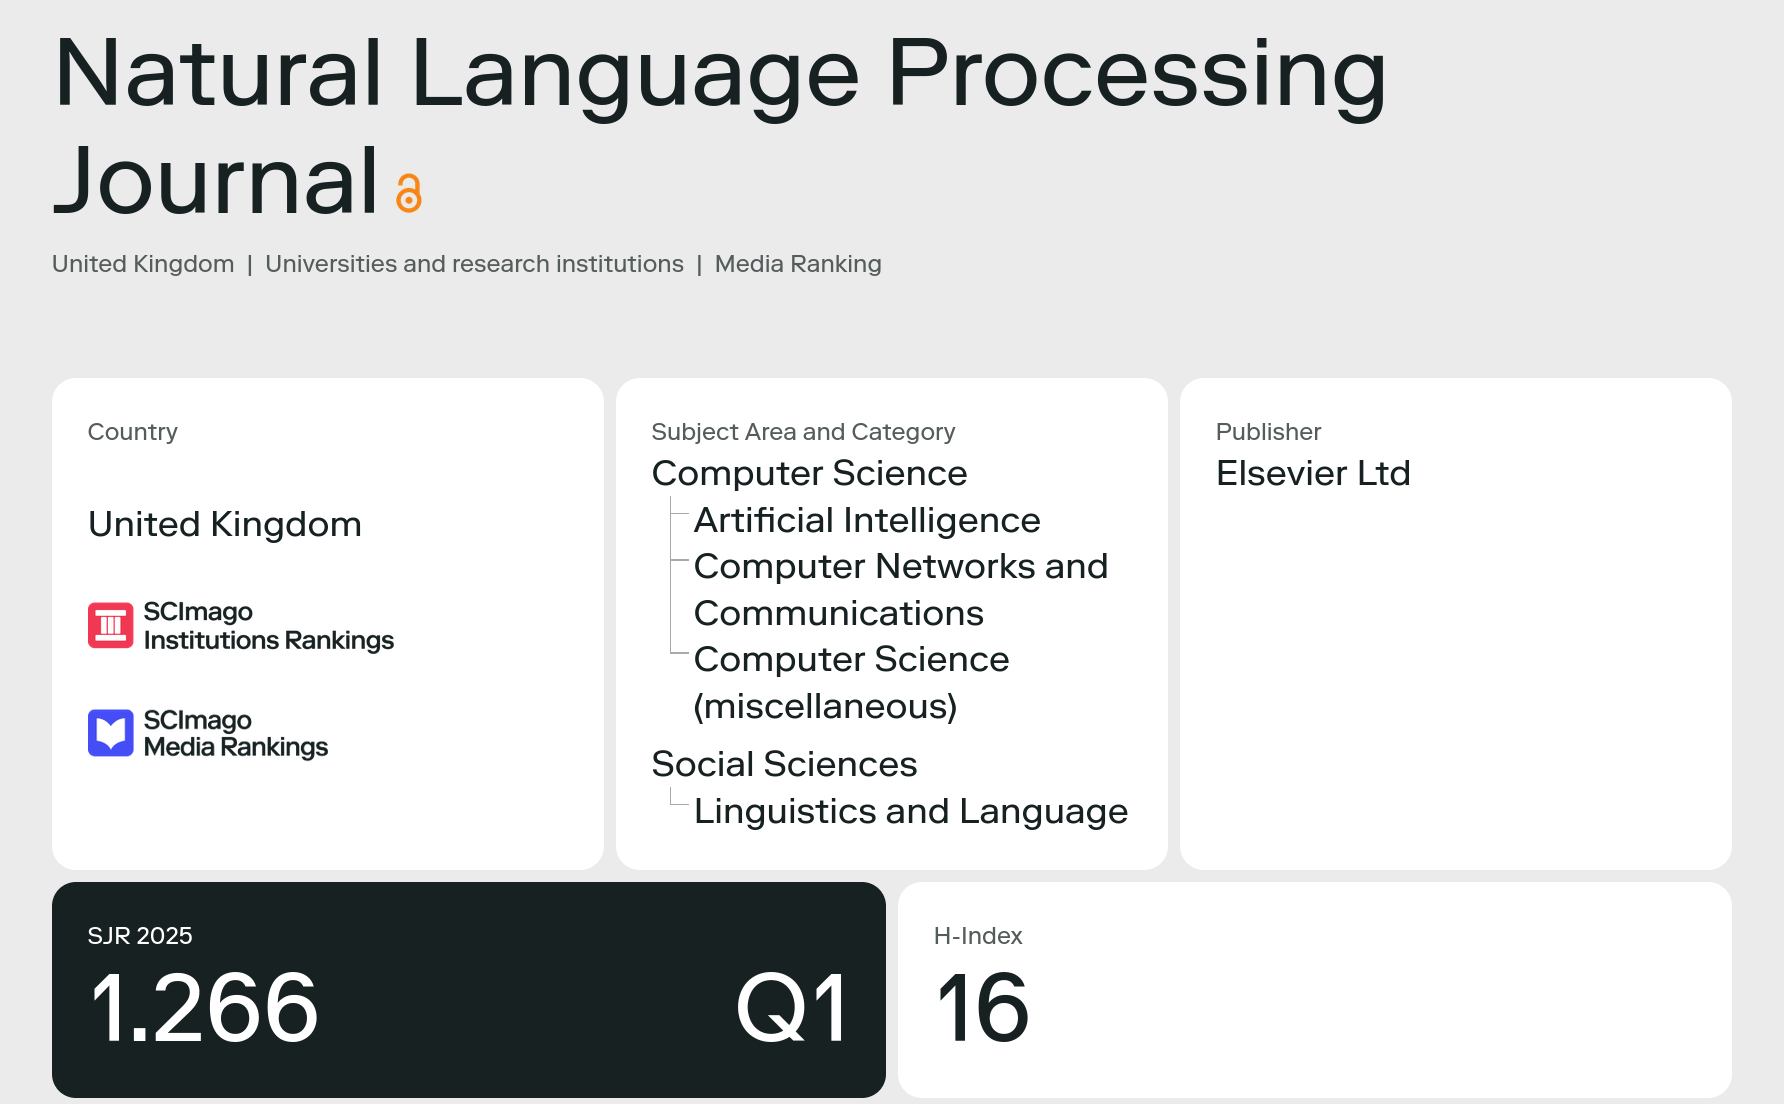 Natural Language Processing
Journal
United Kingdom | Universities and research institutions | Media Ranking
Country
United Kingdom
SCImago
Institutions Rankings
SCImago
Media Rankings
Subject Area and Category
Computer Science
Artificial Intelligence
Computer Networks and
Communications
Computer Science
(miscellaneous)
Social Sciences
Linguistics and Language
Publisher
Elsevier Ltd
SJR 2025
1.266
Q1
H-Index
16